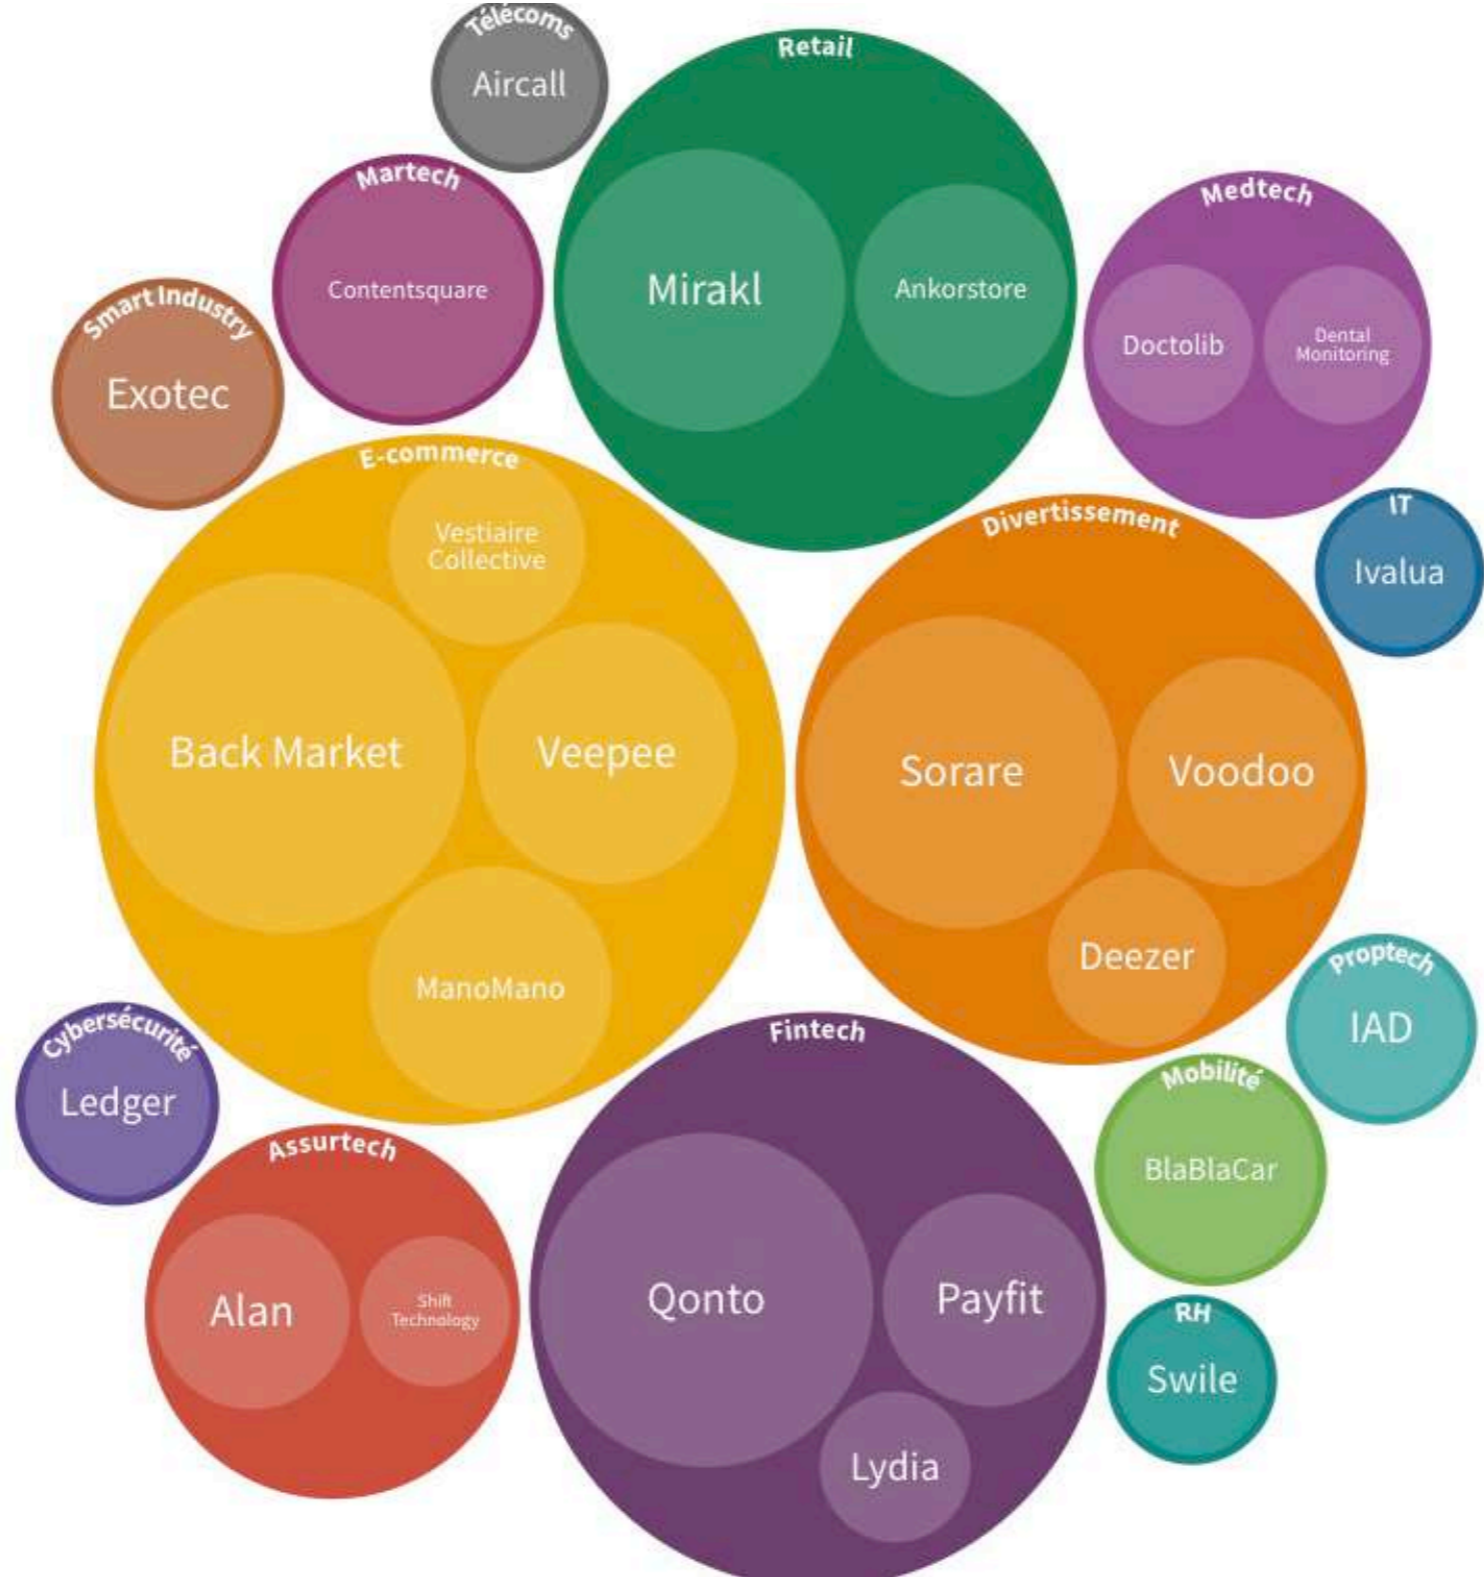 Télécoms
Aircall
Retail
Mirakl
Ankorstore
Martech
Contentsquare
Medtech
Doctolib
Dental
Monitoring
Smart Industry
Exotec
E-commerce
Vestiaire
Collective
Back Market
Veepee
ManoMano
Divertissement
Sorare
Voodoo
Deezer
IT
Ivalua
Proptech
IAD
Cybersécurité
Ledger
Fintech
Qonto
Payfit
Lydia
Mobilité
BlaBlaCar
Assurtech
Alan
Shift
Technology
RH
Swile